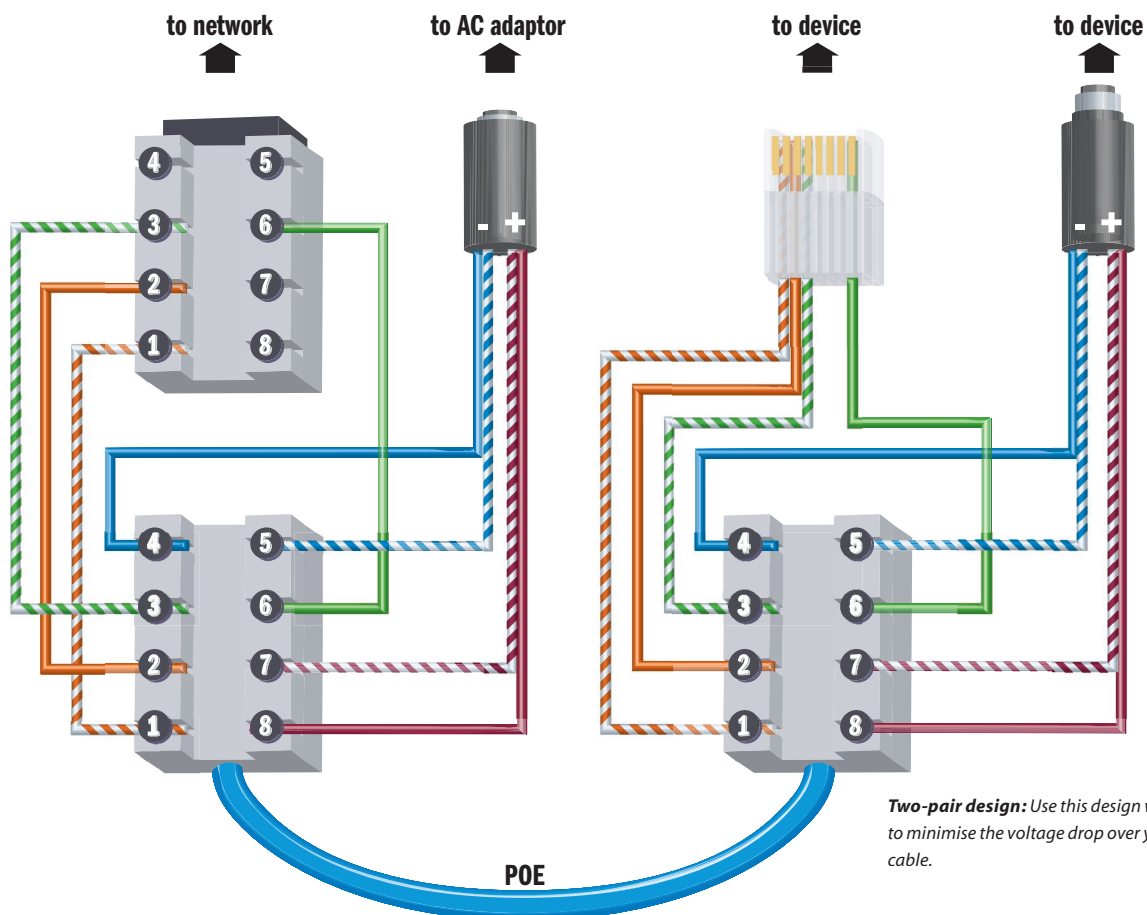 to network
to AC adaptor
to device
to device
4 5
3 6
2 7
1 8
- +
- +
4 5
3 6
2 7
1 8
4 5
3 6
2 7
1 8
POE
Two-pair design: Use this design
to minimise the voltage drop over
cable.